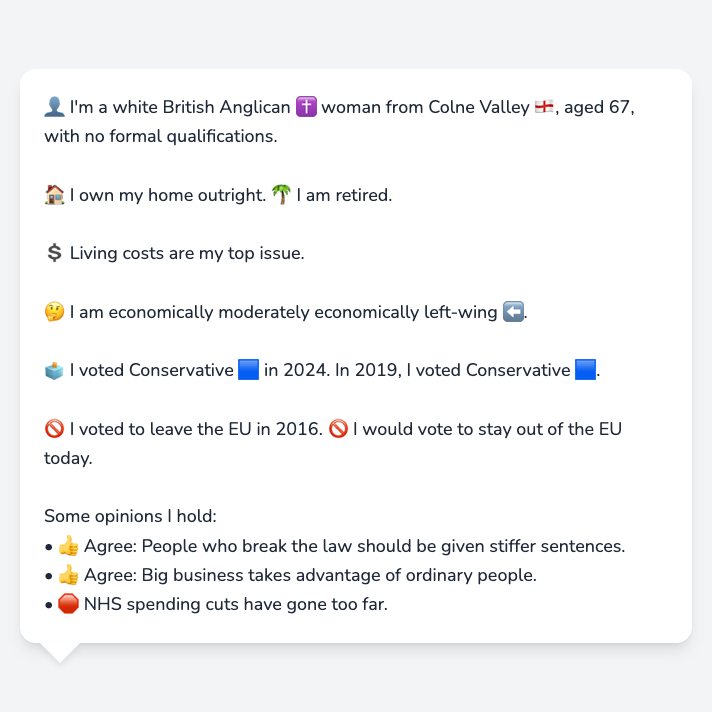 👤 I'm a white British Anglican ✝️ woman from Colne Valley 🏴󠁧󠁢󠁥󠁮󠁧󠁿, aged 67,
with no formal qualifications.
🏠 I own my home outright. 🌴 I am retired.
💲 Living costs are my top issue.
🤔 I am economically moderately economically left-wing ⬅️.
🗳️ I voted Conservative 🟦 in 2024. In 2019, I voted Conservative 🟦.
🚫 I voted to leave the EU in 2016. 🚫 I would vote to stay out of the EU
today.
Some opinions I hold:
• 👍 Agree: People who break the law should be given stiffer sentences.
• 👍 Agree: Big business takes advantage of ordinary people.
• 🛑 NHS spending cuts have gone too far.